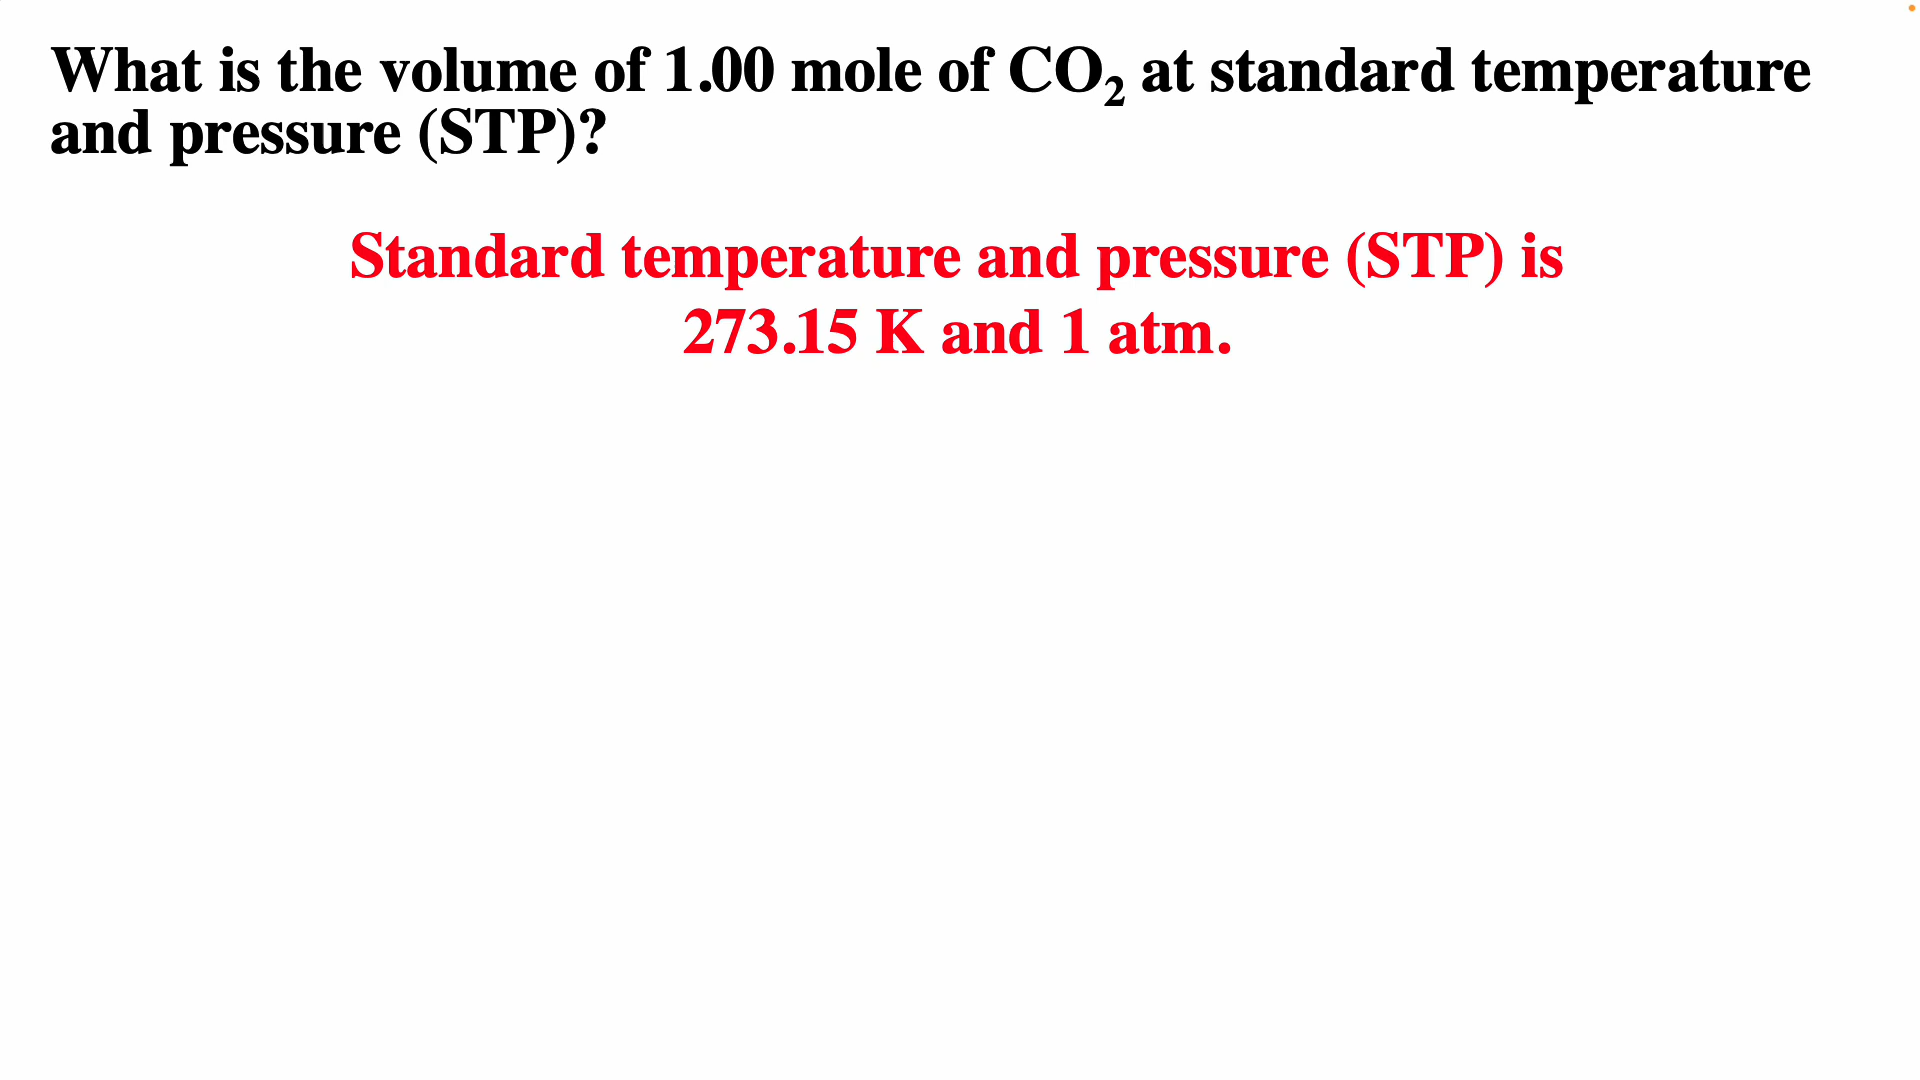 What is the volume of 1.00 mole of CO₂ at standard temperature
and pressure (STP)?
Standard temperature and pressure (STP) is
273.15 K and 1 atm.